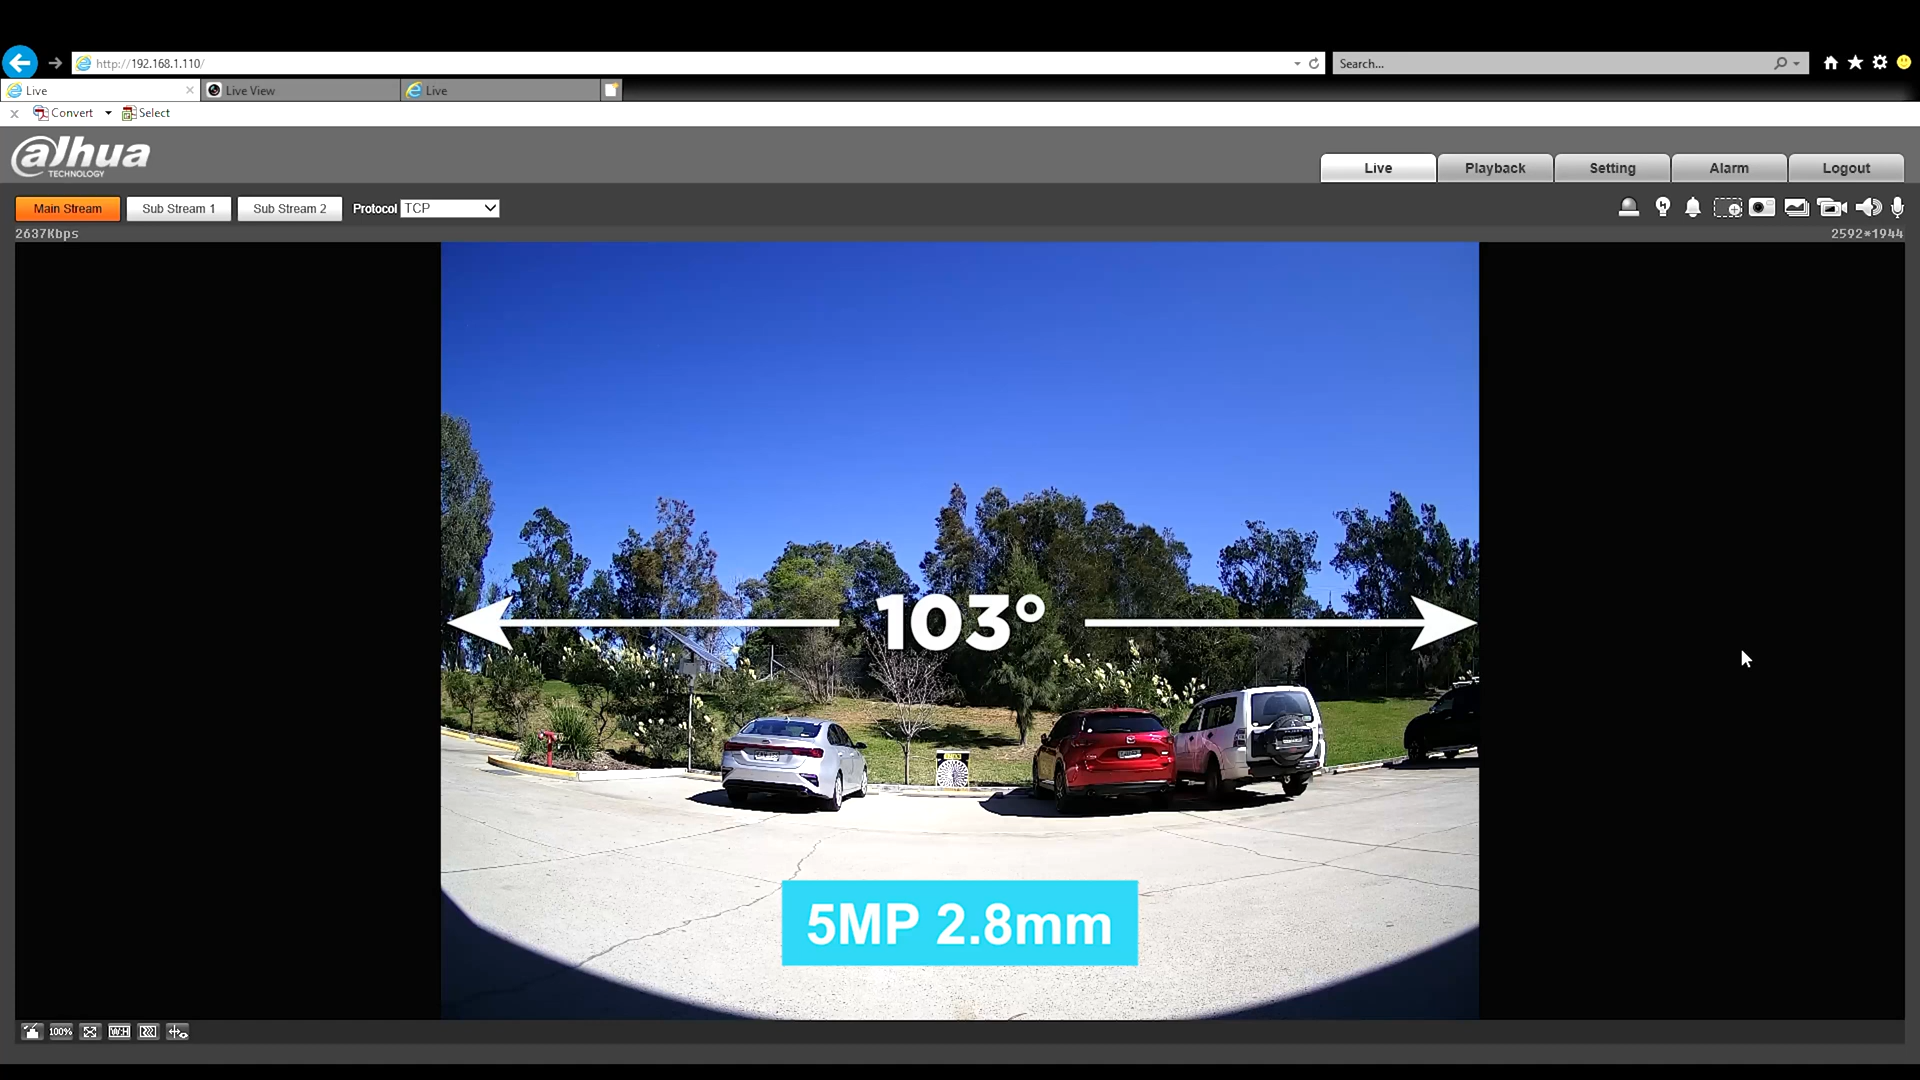 http://192.168.1.110/
Search...
Live
Live View
Live
Convert
Select
alhua
TECHNOLOGY
Live
Playback
Setting
Alarm
Logout
Main Stream
Sub Stream 1
Sub Stream 2
Protocol
TCP
2637Kbps
2592*1944
103°
5MP 2.8mm
100%
W:H